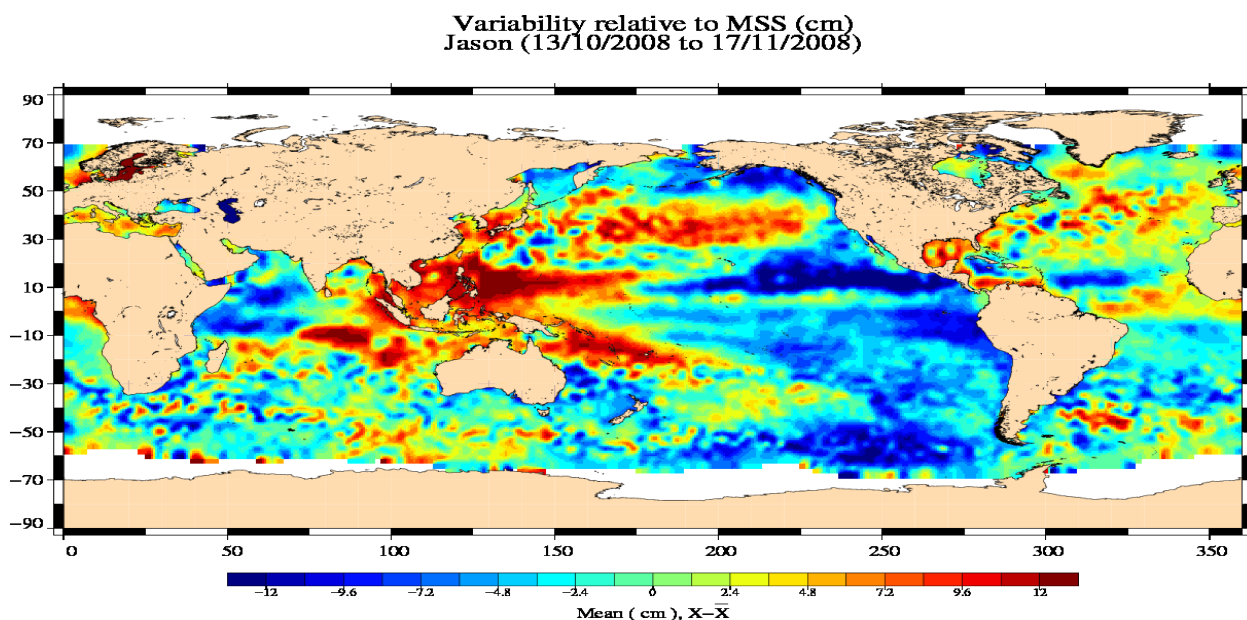 Variability relative to MSS (cm)
Jason (13/10/2008 to 17/11/2008)
90
70
50
30
10
−10
−30
−50
−70
−90
0 50 100 150 200 250 300 350
−12 −9.6 −7.2 −4.8 −2.4 0 2.4 4.8 7.2 9.6 12
Mean ( cm ), X−X̅